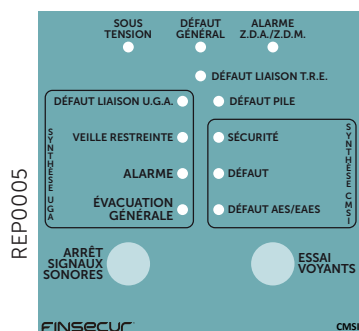 SOUS
TENSION
DÉFAUT
GÉNÉRAL
ALARME
Z.D.A./Z.D.M.
DÉFAUT LIAISON T.R.E.
DÉFAUT LIAISON U.G.A.
DÉFAUT PILE
VEILLE RESTREINTE
SÉCURITÉ
ALARME
DÉFAUT
ÉVACUATION
GÉNÉRALE
DÉFAUT AES/EAES
SYNTHÈSE UGA
SYNTHÈSE CMSI
REP0005
ARRÊT
SIGNAUX
SONORES
ESSAI
VOYANTS
FINSECUR
CMSI